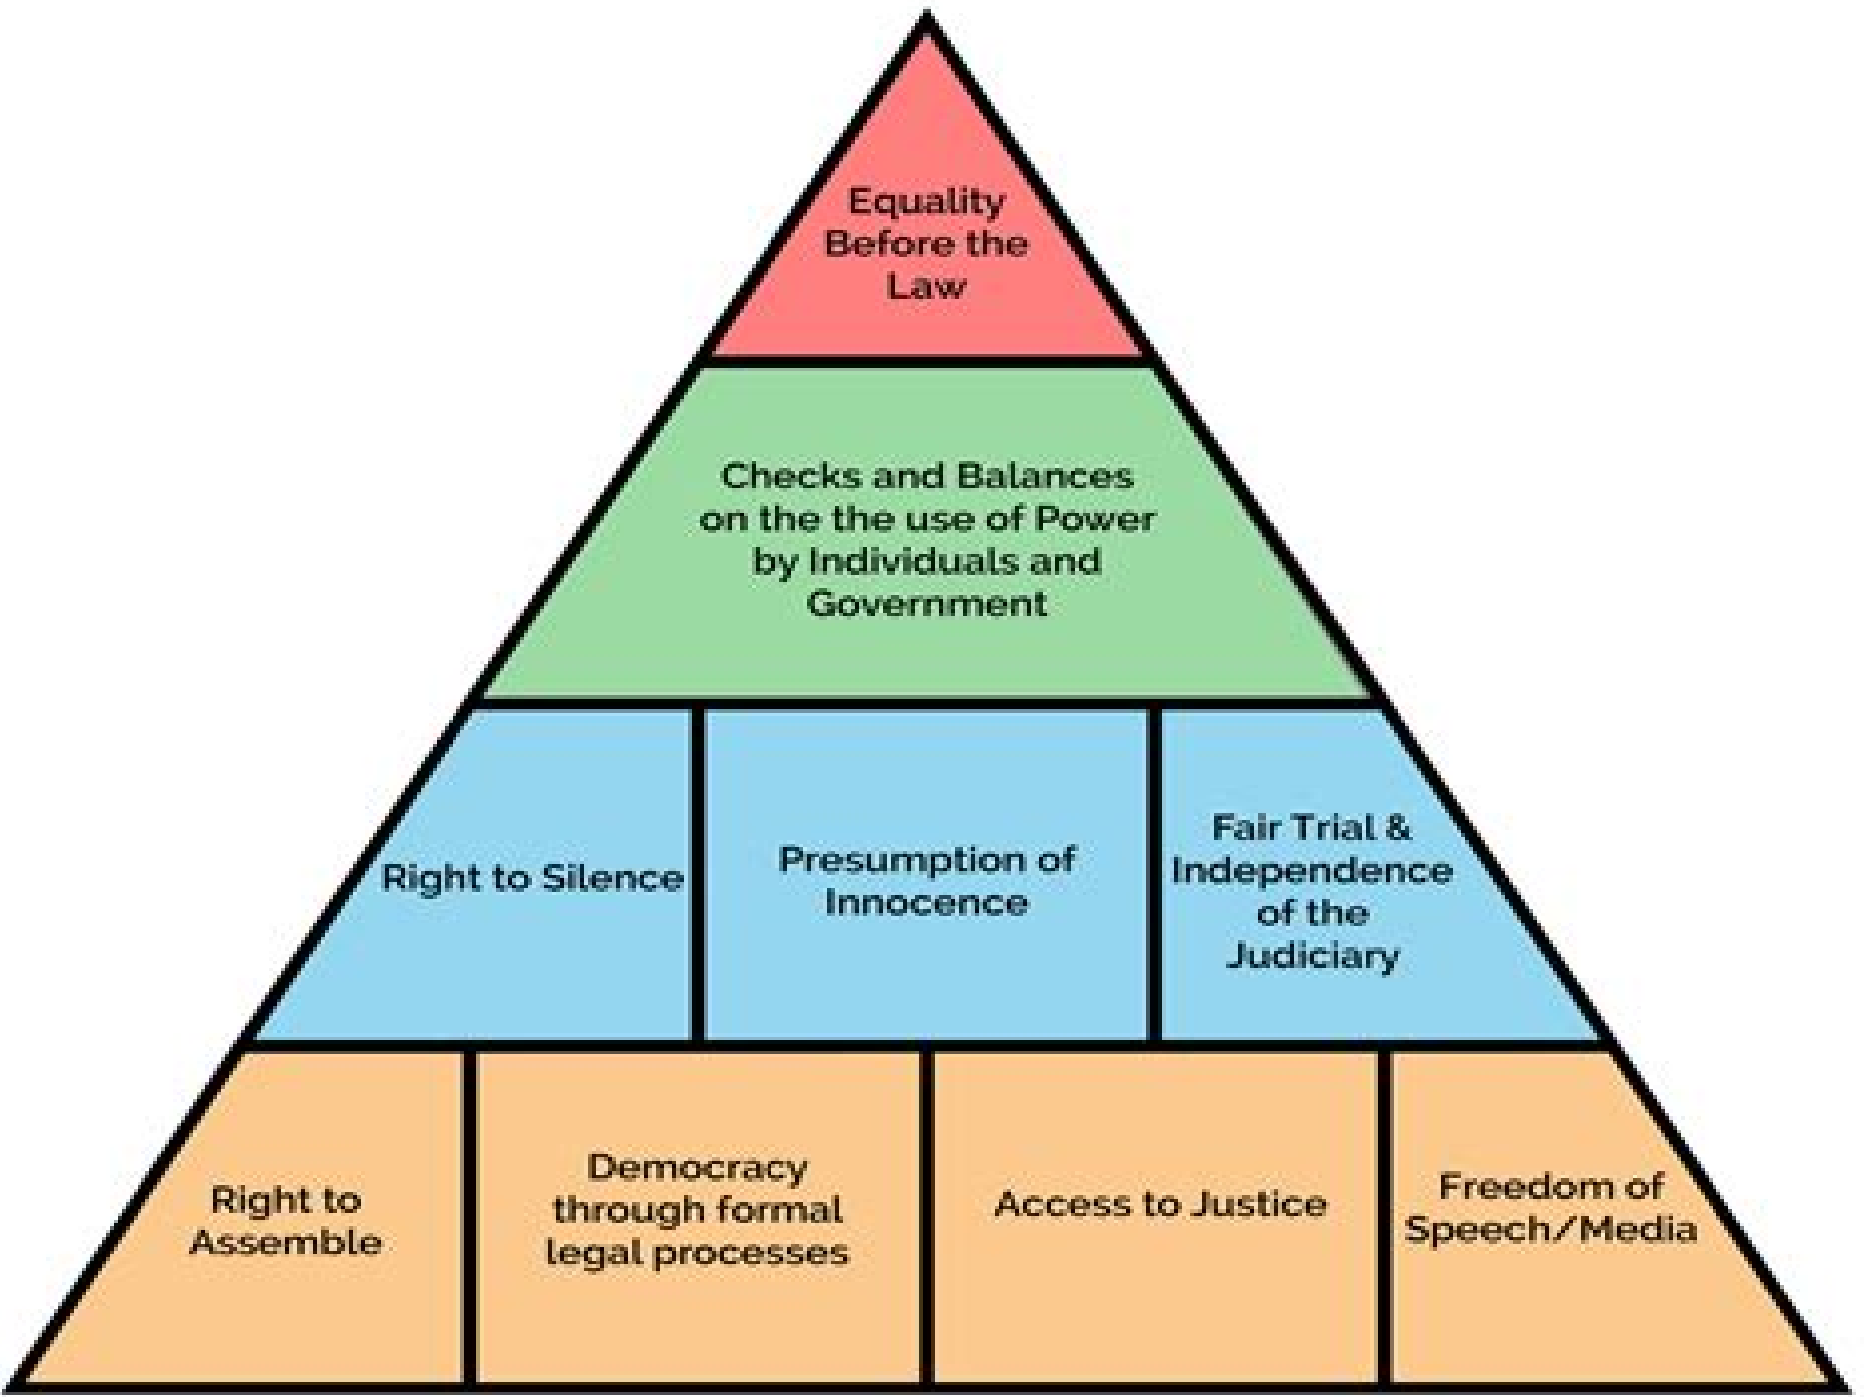 Equality
Before the
Law
Checks and Balances
on the the use of Power
by Individuals and
Government
Right to Silence
Presumption of
Innocence
Fair Trial &
Independence
of the
Judiciary
Right to
Assemble
Democracy
through formal
legal processes
Access to Justice
Freedom of
Speech/Media